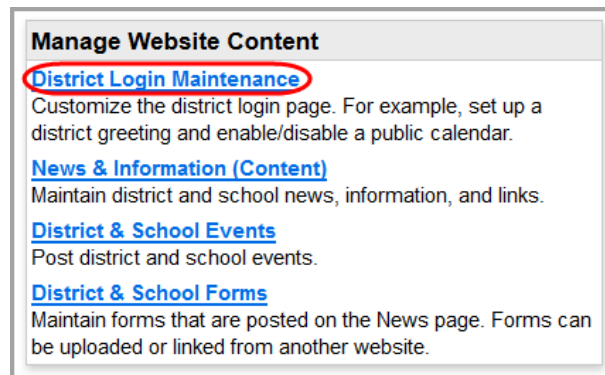 Manage Website Content
District Login Maintenance
Customize the district login page. For example, set up a
district greeting and enable/disable a public calendar.
News & Information (Content)
Maintain district and school news, information, and links.
District & School Events
Post district and school events.
District & School Forms
Maintain forms that are posted on the News page. Forms can
be uploaded or linked from another website.